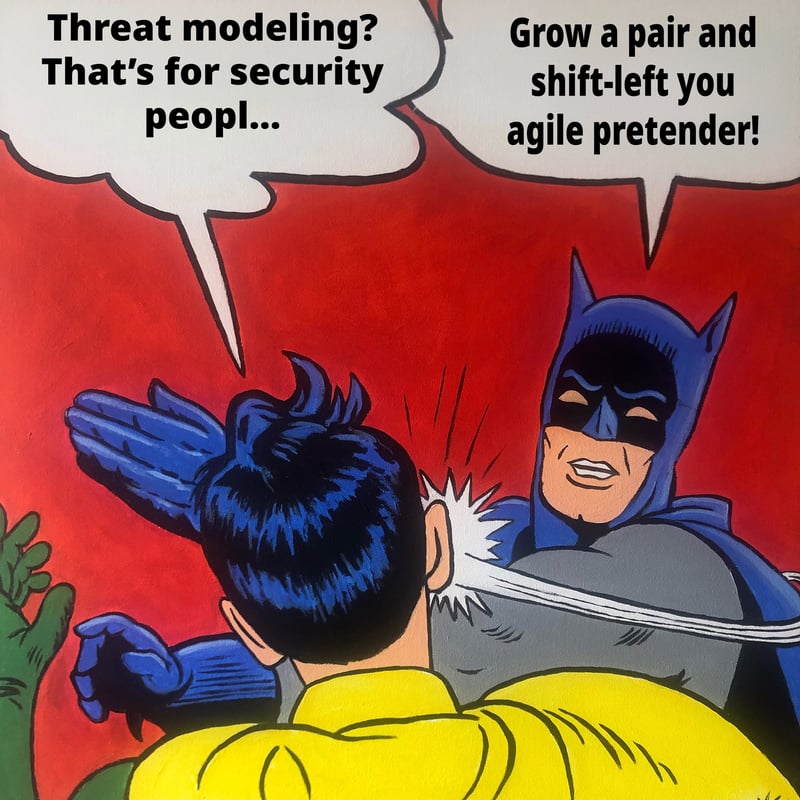 Threat modeling?
That's for security
peopl...
Grow a pair and
shift-left you
agile pretender!